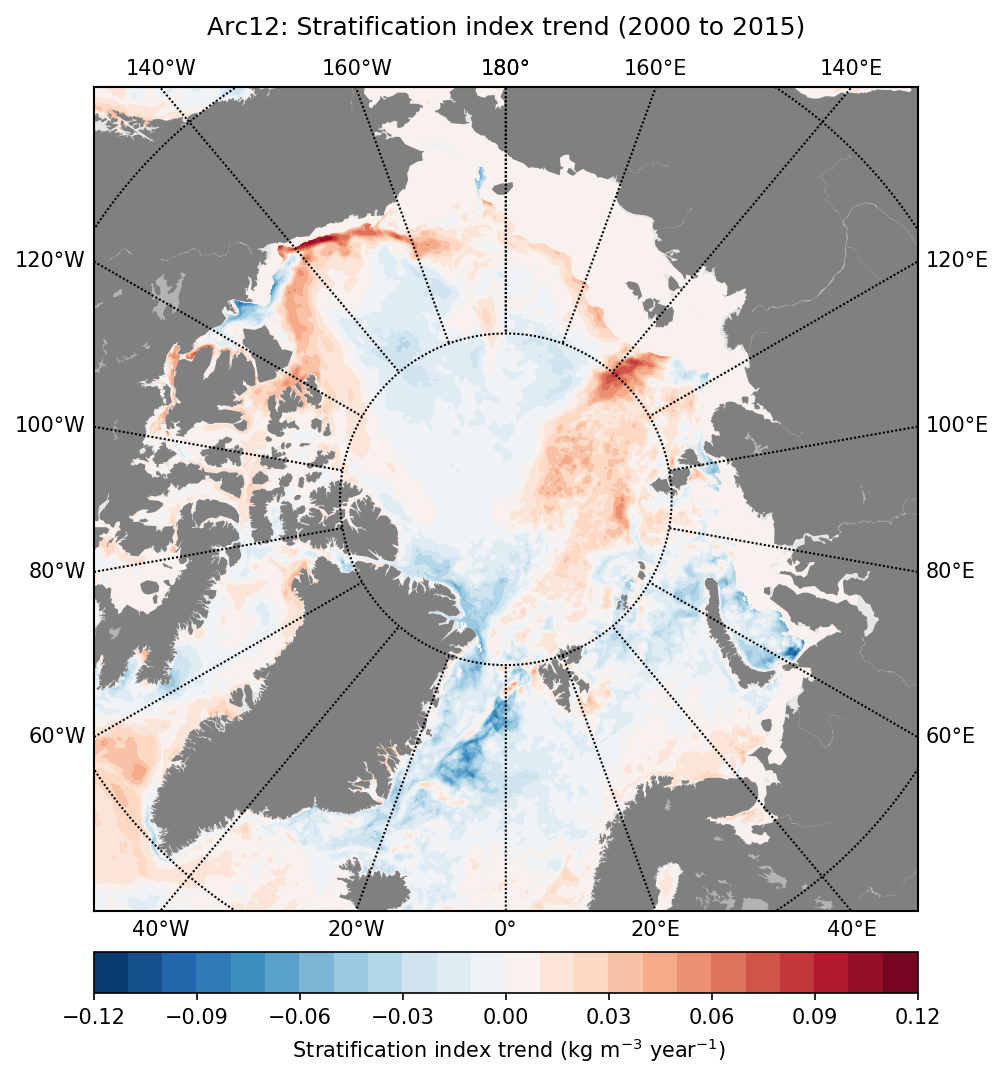 Arc12: Stratification index trend (2000 to 2015)
140°W 160°W 180° 160°E 140°E
120°W 120°E
100°W 100°E
80°W 80°E
60°W 60°E
40°W 20°W 0° 20°E 40°E
−0.12 −0.09 −0.06 −0.03 0.00 0.03 0.06 0.09 0.12
Stratification index trend (kg m⁻³ year⁻¹)